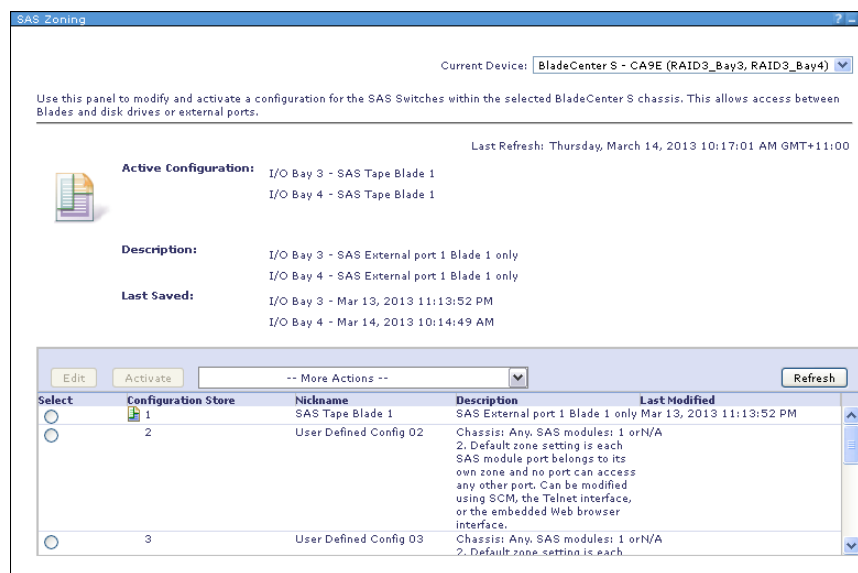 SAS Zoning
? –
Current Device: BladeCenter S - CA9E (RAID3_Bay3, RAID3_Bay4)
Use this panel to modify and activate a configuration for the SAS Switches within the selected BladeCenter S chassis. This allows access between
Blades and disk drives or external ports.
Last Refresh: Thursday, March 14, 2013 10:17:01 AM GMT+11:00
Active Configuration: I/O Bay 3 - SAS Tape Blade 1
I/O Bay 4 - SAS Tape Blade 1
Description: I/O Bay 3 - SAS External port 1 Blade 1 only
I/O Bay 4 - SAS External port 1 Blade 1 only
Last Saved: I/O Bay 3 - Mar 13, 2013 11:13:52 PM
I/O Bay 4 - Mar 14, 2013 10:14:49 AM
Edit Activate -- More Actions -- Refresh
Select Configuration Store Nickname Description Last Modified
1 SAS Tape Blade 1 SAS External port 1 Blade 1 only Mar 13, 2013 11:13:52 PM
2 User Defined Config 02 Chassis: Any. SAS modules: 1 or N/A
2. Default zone setting is each
SAS module port belongs to its
own zone and no port can access
any other port. Can be modified
using SCM, the Telnet interface,
or the embedded Web browser
interface.
3 User Defined Config 03 Chassis: Any. SAS modules: 1 or N/A
2. Default zone setting is each